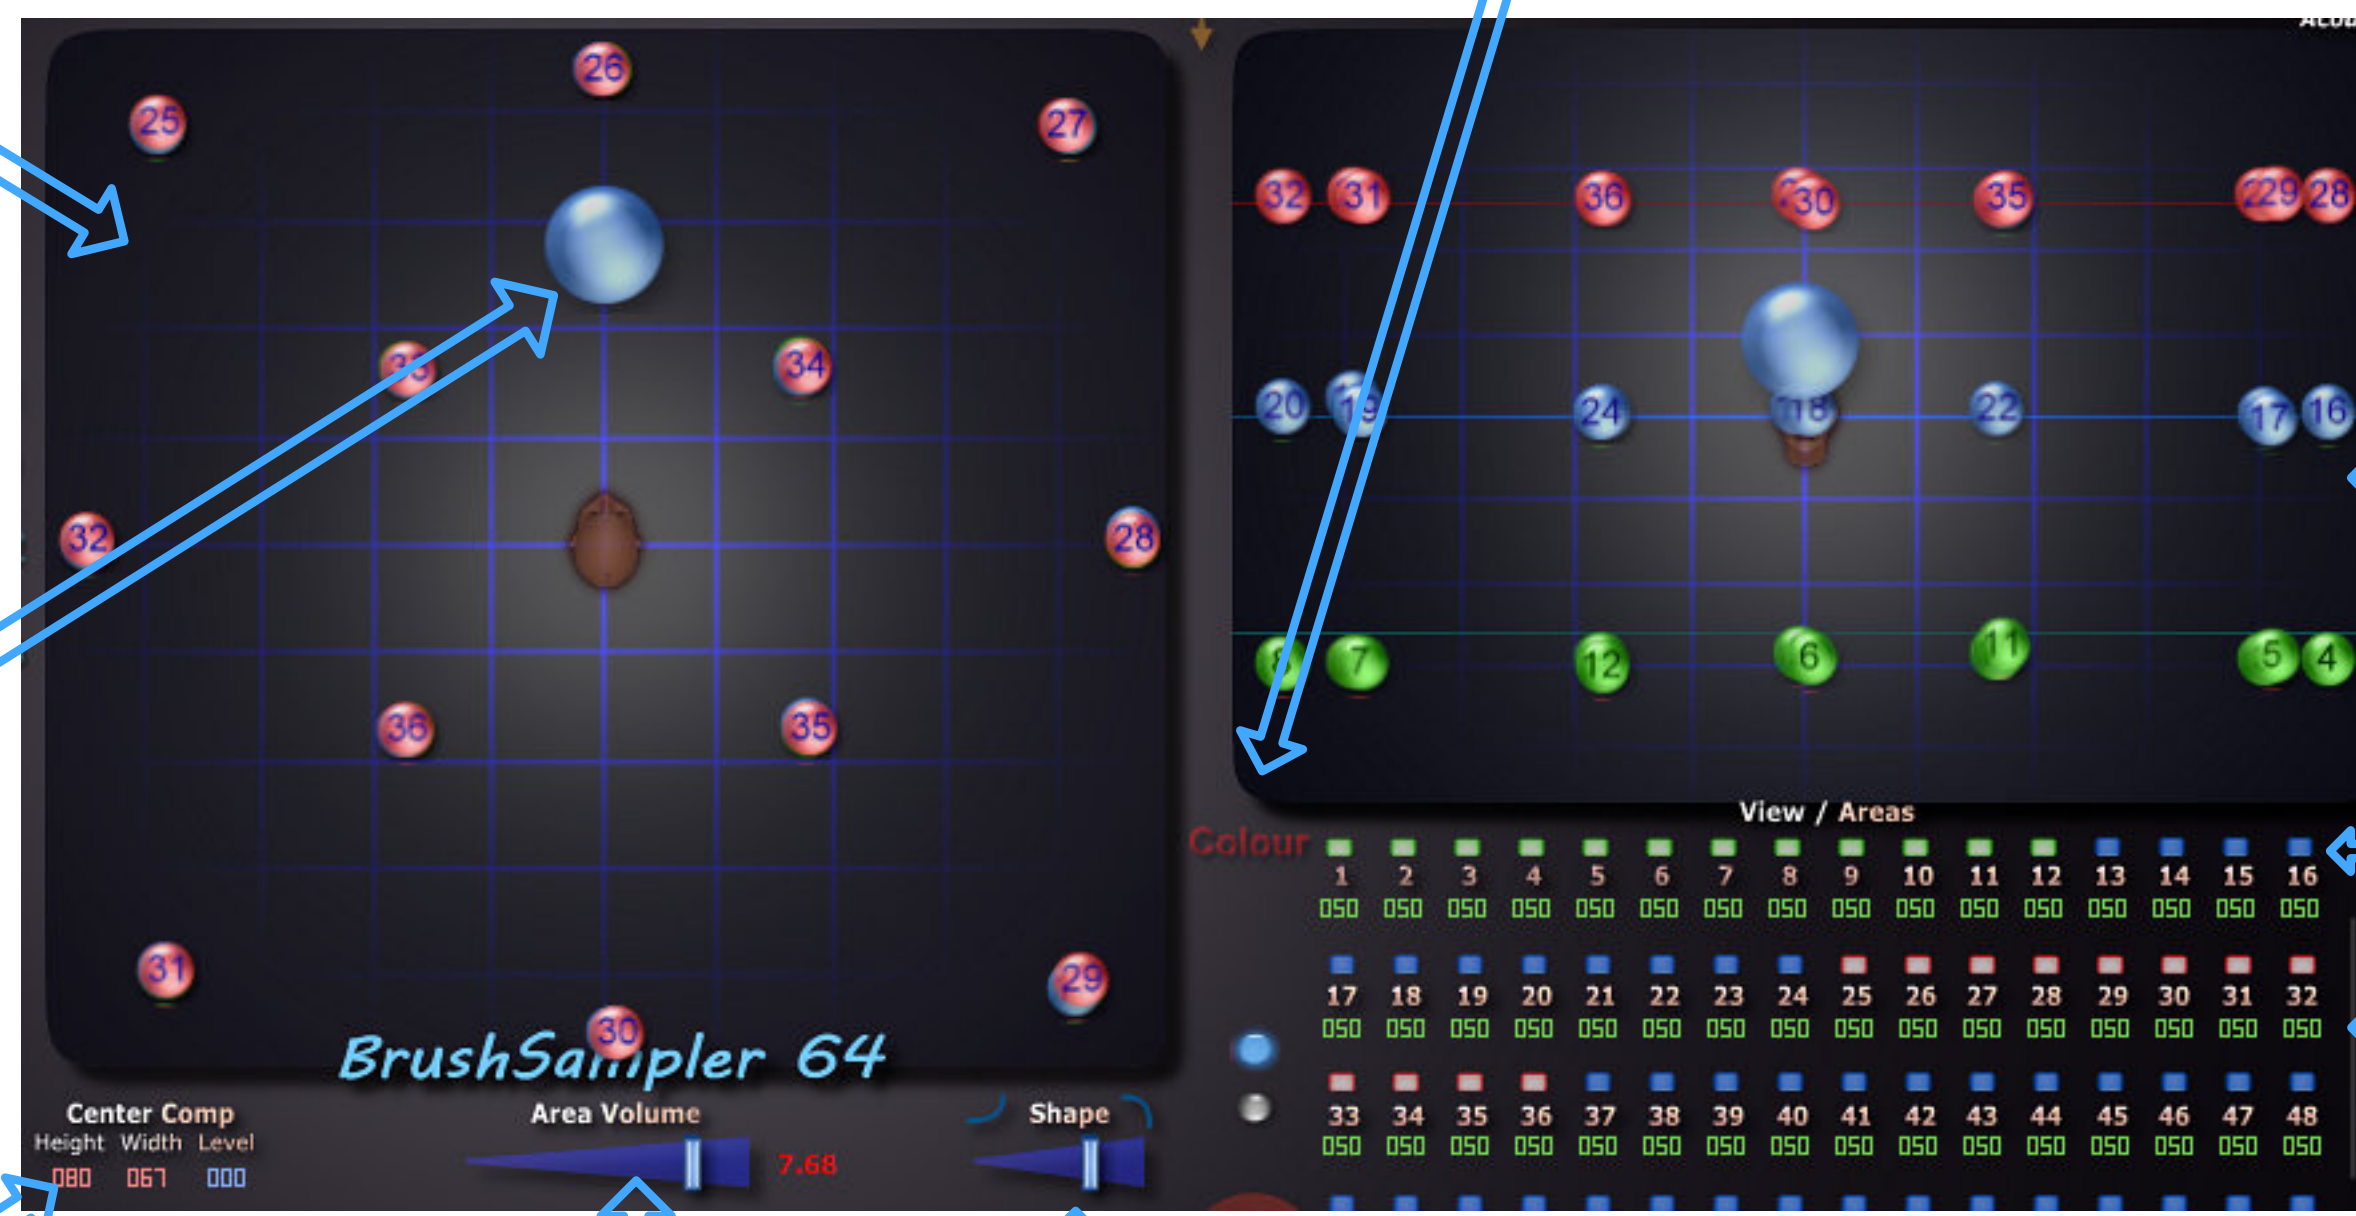 26
25
27
33
34
32
28
36
35
31
29
30
BrushSampler 64
Center Comp
Height Width Level
080 067 000
Area Volume
7.68
Shape
32 31 36 30 35 29 28
20 19 24 18 22 17 16
8 7 12 6 11 5 4
View / Areas
Colour
1 2 3 4 5 6 7 8 9 10 11 12 13 14 15 16
050 050 050 050 050 050 050 050 050 050 050 050 050 050 050 050
17 18 19 20 21 22 23 24 25 26 27 28 29 30 31 32
050 050 050 050 050 050 050 050 050 050 050 050 050 050 050 050
33 34 35 36 37 38 39 40 41 42 43 44 45 46 47 48
050 050 050 050 050 050 050 050 050 050 050 050 050 050 050 050